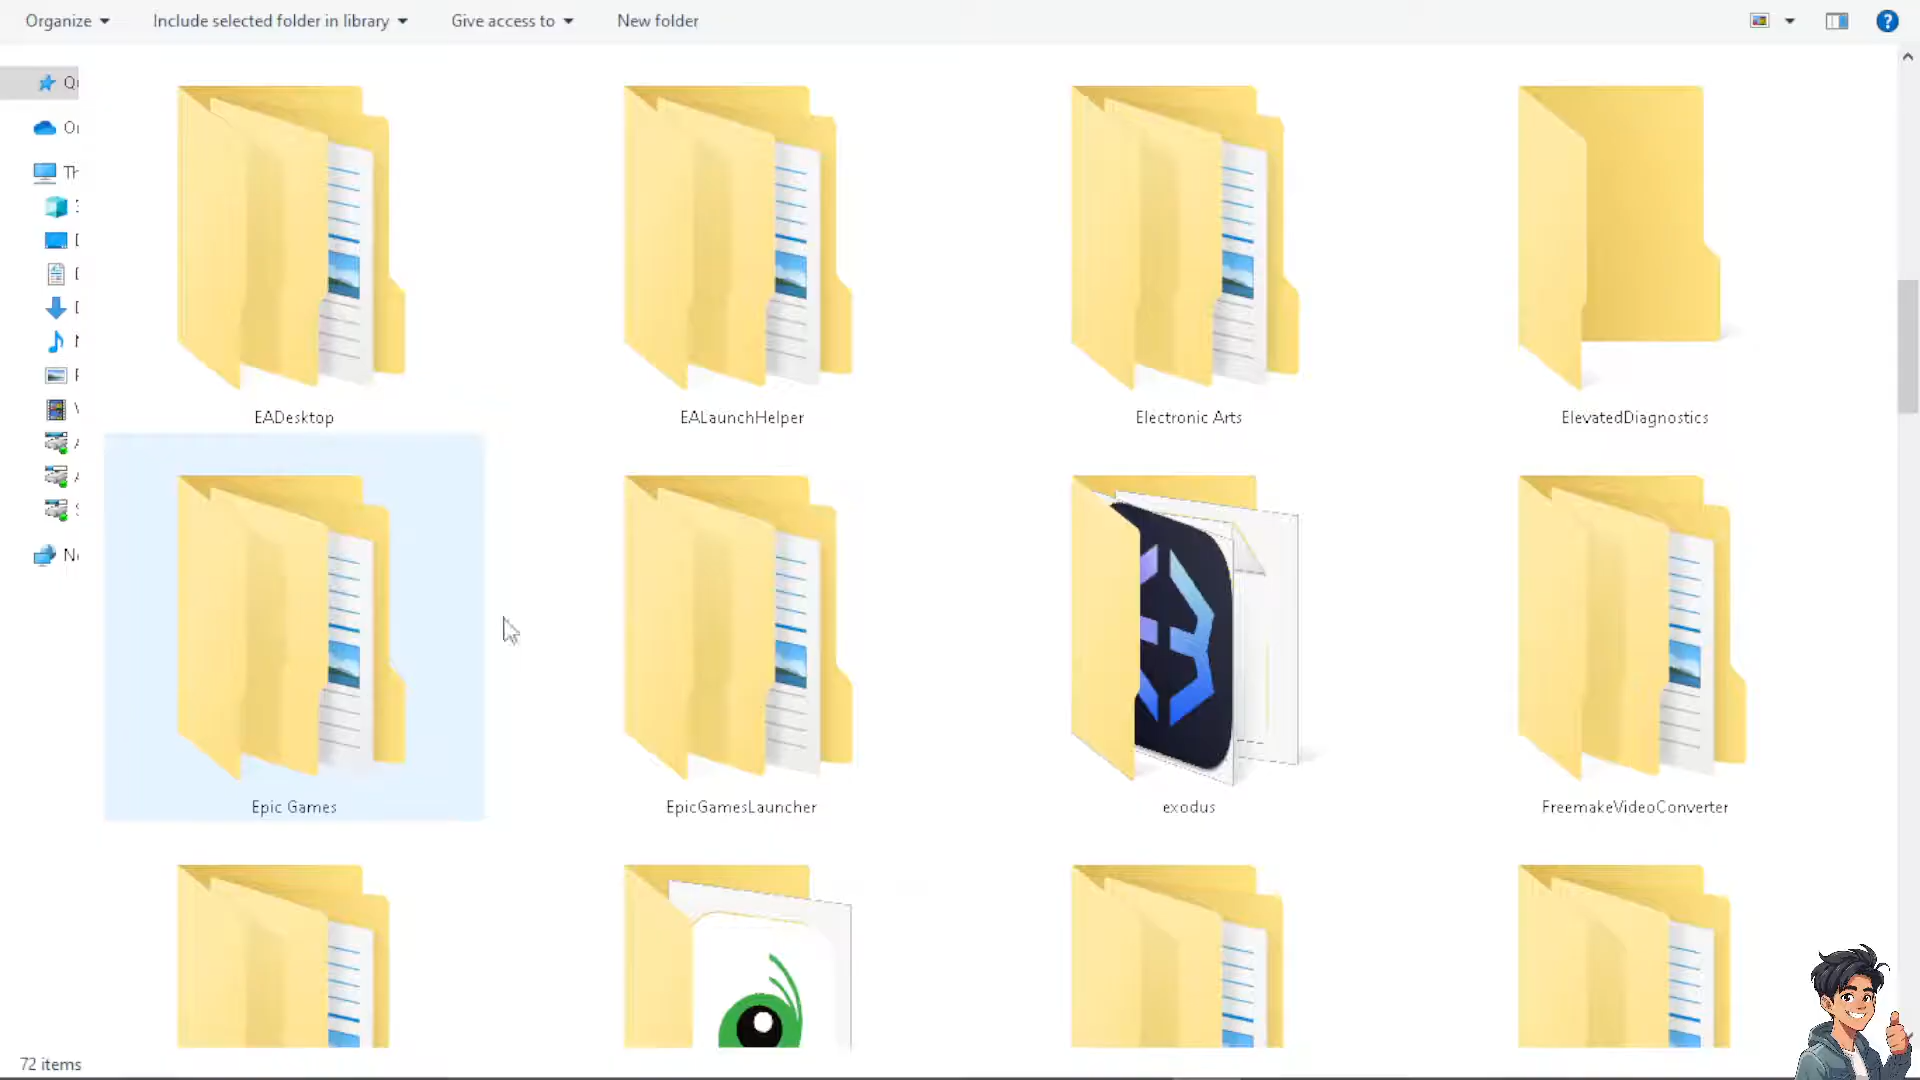 Organize
Include selected folder in library
Give access to
New folder
EADesktop
EALaunchHelper
Electronic Arts
ElevatedDiagnostics
Epic Games
EpicGamesLauncher
exodus
FreemakeVideoConverter
72 items